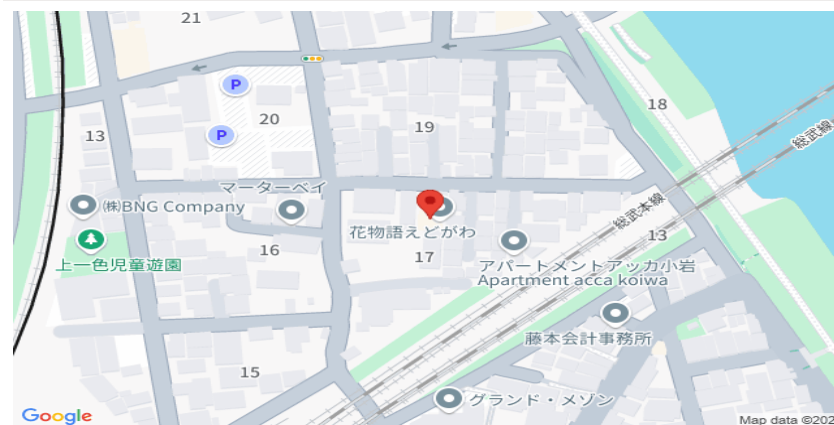 21
P
20
18
19
P
13
総武線
マーターベイ
㈱BNG Company
総武本線
花物語えどがわ
13
16
17
上一色児童遊園
アパートメントアッカ小岩
Apartment acca koiwa
藤本会計事務所
15
グランド・メゾン
Google
Map data ©202